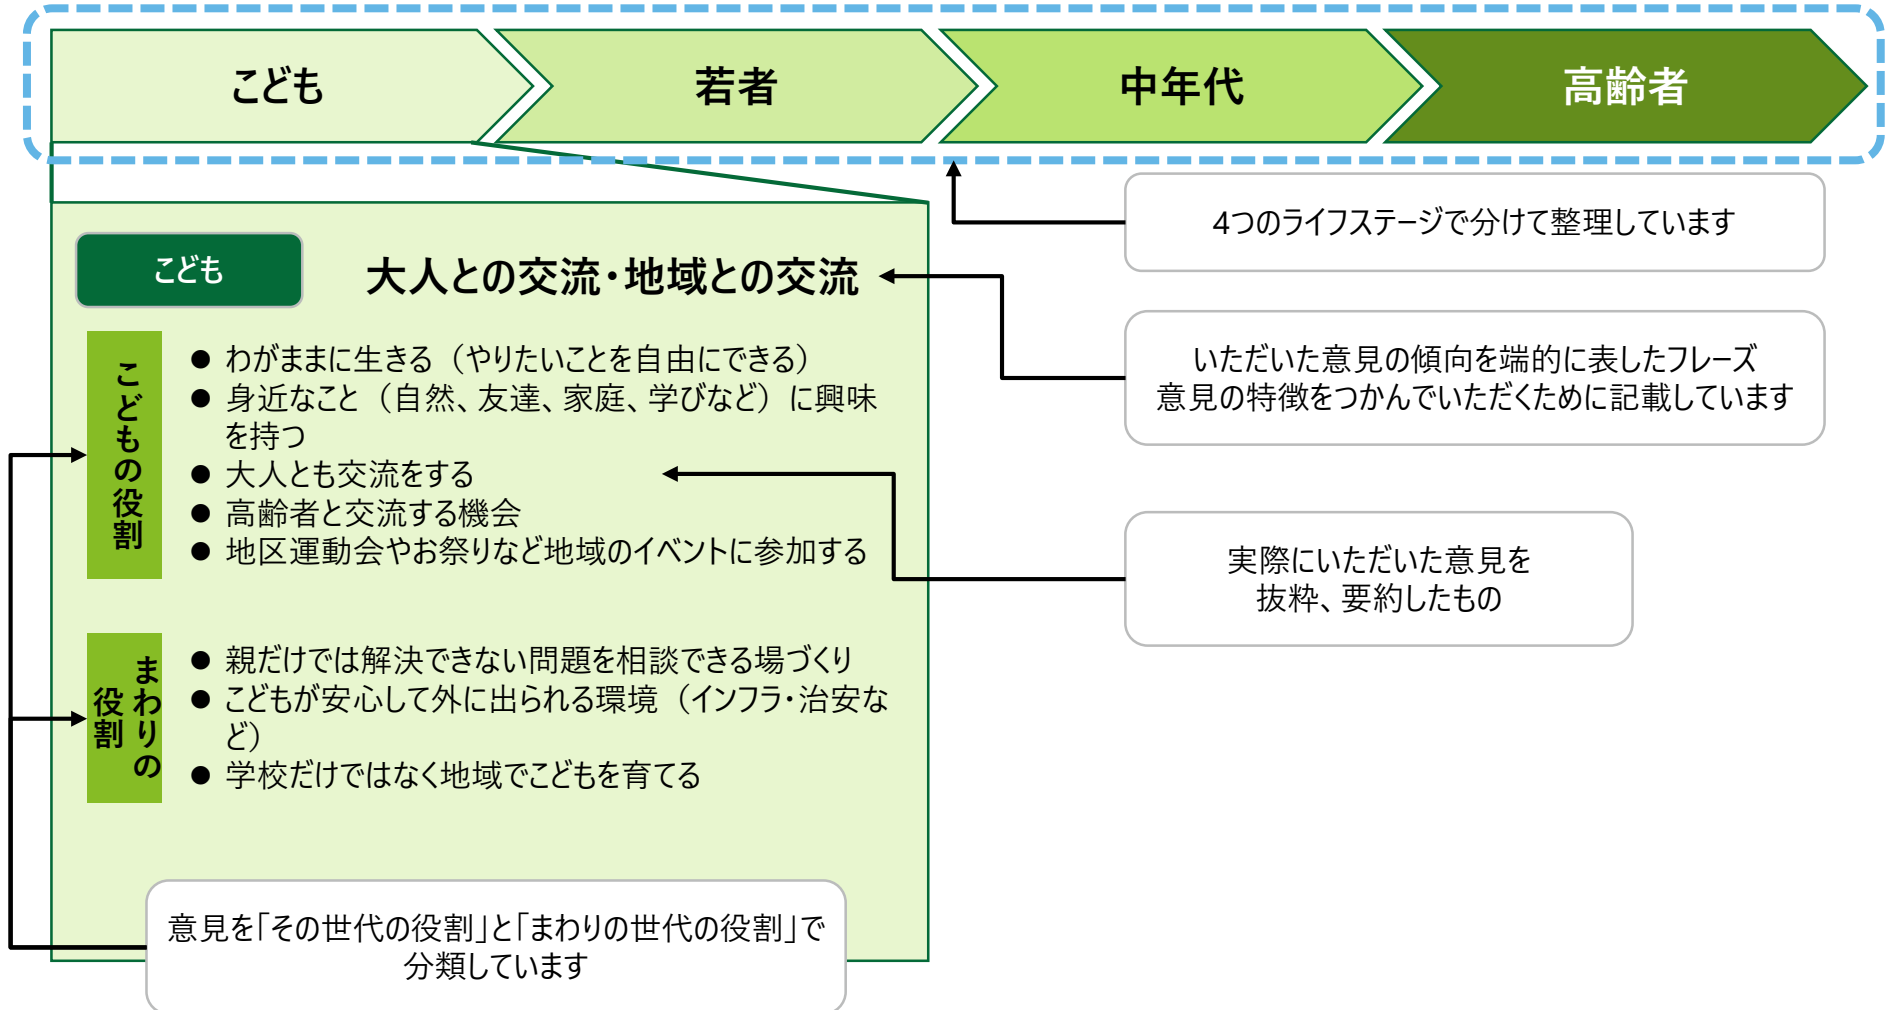 こども
若者
中年代
高齢者
4つのライフステージで分けて整理しています
こども
大人との交流・地域との交流
いただいた意見の傾向を端的に表したフレーズ
意見の特徴をつかんでいただくために記載しています
こどもの役割
● わがままに生きる（やりたいことを自由にできる）
● 身近なこと（自然、友達、家庭、学びなど）に興味
を持つ
● 大人とも交流をする
● 高齢者と交流する機会
● 地区運動会やお祭りなど地域のイベントに参加する
実際にいただいた意見を
抜粋、要約したもの
まわりの
役割
● 親だけでは解決できない問題を相談できる場づくり
● こどもが安心して外に出られる環境（インフラ・治安な
ど）
● 学校だけではなく地域でこどもを育てる
意見を「その世代の役割」と「まわりの世代の役割」で
分類しています